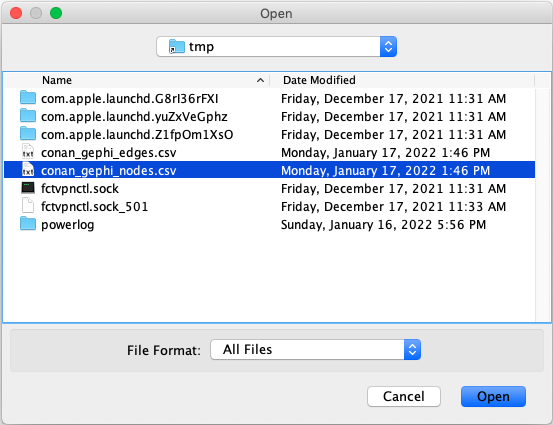 Open
tmp
Name Date Modified
com.apple.launchd.G8rI36rFXI Friday, December 17, 2021 11:31 AM
com.apple.launchd.yuZxVeGphz Friday, December 17, 2021 11:31 AM
com.apple.launchd.Z1fpOm1XsO Friday, December 17, 2021 11:31 AM
txt conan_gephi_edges.csv Monday, January 17, 2022 1:46 PM
txt conan_gephi_nodes.csv Monday, January 17, 2022 1:46 PM
fctvpnctl.sock Friday, December 17, 2021 11:31 AM
fctvpnctl.sock_501 Friday, December 17, 2021 11:33 AM
powerlog Sunday, January 16, 2022 5:56 PM
File Format: All Files
Cancel Open